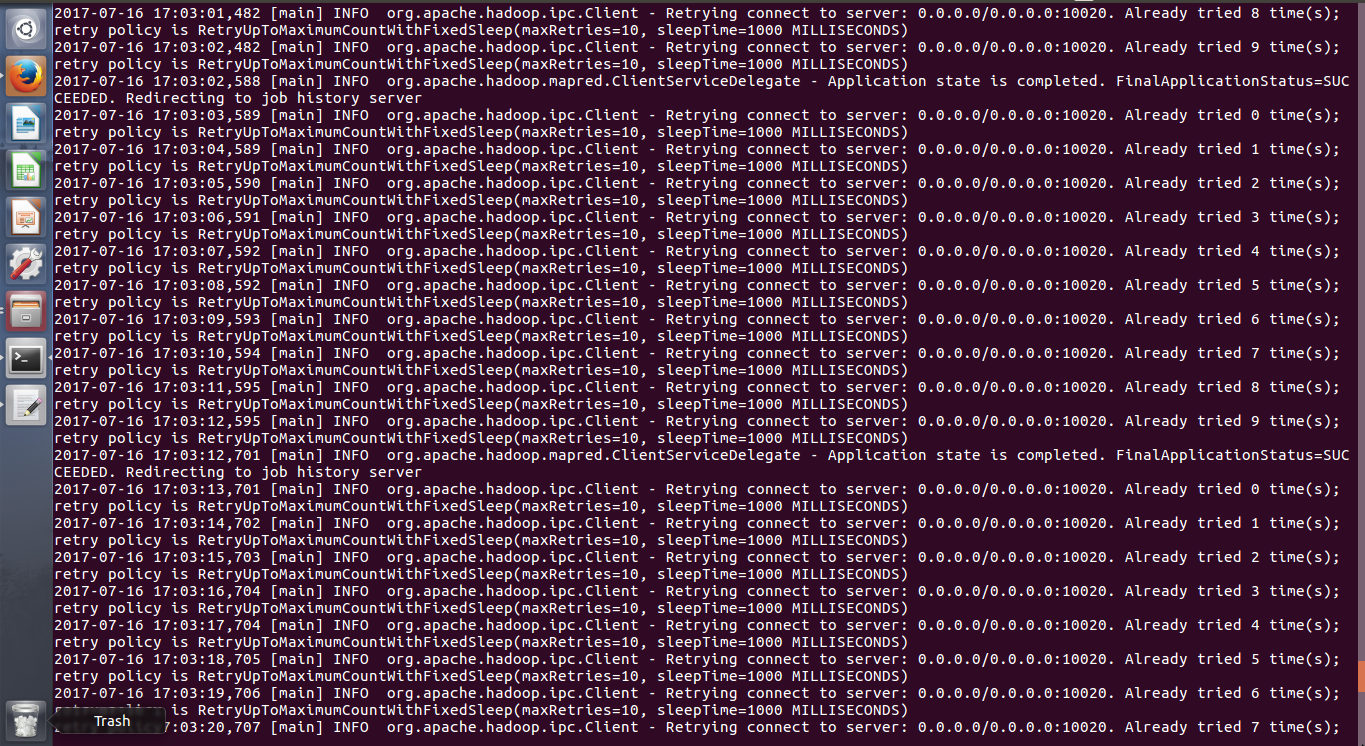 2017-07-16 17:03:01,482 [main] INFO  org.apache.hadoop.ipc.Client - Retrying connect to server: 0.0.0.0/0.0.0.0:10020. Already tried 8 time(s);
retry policy is RetryUpToMaximumCountWithFixedSleep(maxRetries=10, sleepTime=1000 MILLISECONDS)
2017-07-16 17:03:02,482 [main] INFO  org.apache.hadoop.ipc.Client - Retrying connect to server: 0.0.0.0/0.0.0.0:10020. Already tried 9 time(s);
retry policy is RetryUpToMaximumCountWithFixedSleep(maxRetries=10, sleepTime=1000 MILLISECONDS)
2017-07-16 17:03:02,588 [main] INFO  org.apache.hadoop.mapred.ClientServiceDelegate - Application state is completed. FinalApplicationStatus=SUC
CEEDED. Redirecting to job history server
2017-07-16 17:03:03,589 [main] INFO  org.apache.hadoop.ipc.Client - Retrying connect to server: 0.0.0.0/0.0.0.0:10020. Already tried 0 time(s);
retry policy is RetryUpToMaximumCountWithFixedSleep(maxRetries=10, sleepTime=1000 MILLISECONDS)
2017-07-16 17:03:04,589 [main] INFO  org.apache.hadoop.ipc.Client - Retrying connect to server: 0.0.0.0/0.0.0.0:10020. Already tried 1 time(s);
retry policy is RetryUpToMaximumCountWithFixedSleep(maxRetries=10, sleepTime=1000 MILLISECONDS)
2017-07-16 17:03:05,590 [main] INFO  org.apache.hadoop.ipc.Client - Retrying connect to server: 0.0.0.0/0.0.0.0:10020. Already tried 2 time(s);
retry policy is RetryUpToMaximumCountWithFixedSleep(maxRetries=10, sleepTime=1000 MILLISECONDS)
2017-07-16 17:03:06,591 [main] INFO  org.apache.hadoop.ipc.Client - Retrying connect to server: 0.0.0.0/0.0.0.0:10020. Already tried 3 time(s);
retry policy is RetryUpToMaximumCountWithFixedSleep(maxRetries=10, sleepTime=1000 MILLISECONDS)
2017-07-16 17:03:07,592 [main] INFO  org.apache.hadoop.ipc.Client - Retrying connect to server: 0.0.0.0/0.0.0.0:10020. Already tried 4 time(s);
retry policy is RetryUpToMaximumCountWithFixedSleep(maxRetries=10, sleepTime=1000 MILLISECONDS)
2017-07-16 17:03:08,592 [main] INFO  org.apache.hadoop.ipc.Client - Retrying connect to server: 0.0.0.0/0.0.0.0:10020. Already tried 5 time(s);
retry policy is RetryUpToMaximumCountWithFixedSleep(maxRetries=10, sleepTime=1000 MILLISECONDS)
2017-07-16 17:03:09,593 [main] INFO  org.apache.hadoop.ipc.Client - Retrying connect to server: 0.0.0.0/0.0.0.0:10020. Already tried 6 time(s);
retry policy is RetryUpToMaximumCountWithFixedSleep(maxRetries=10, sleepTime=1000 MILLISECONDS)
2017-07-16 17:03:10,594 [main] INFO  org.apache.hadoop.ipc.Client - Retrying connect to server: 0.0.0.0/0.0.0.0:10020. Already tried 7 time(s);
retry policy is RetryUpToMaximumCountWithFixedSleep(maxRetries=10, sleepTime=1000 MILLISECONDS)
2017-07-16 17:03:11,595 [main] INFO  org.apache.hadoop.ipc.Client - Retrying connect to server: 0.0.0.0/0.0.0.0:10020. Already tried 8 time(s);
retry policy is RetryUpToMaximumCountWithFixedSleep(maxRetries=10, sleepTime=1000 MILLISECONDS)
2017-07-16 17:03:12,595 [main] INFO  org.apache.hadoop.ipc.Client - Retrying connect to server: 0.0.0.0/0.0.0.0:10020. Already tried 9 time(s);
retry policy is RetryUpToMaximumCountWithFixedSleep(maxRetries=10, sleepTime=1000 MILLISECONDS)
2017-07-16 17:03:12,701 [main] INFO  org.apache.hadoop.mapred.ClientServiceDelegate - Application state is completed. FinalApplicationStatus=SUC
CEEDED. Redirecting to job history server
2017-07-16 17:03:13,701 [main] INFO  org.apache.hadoop.ipc.Client - Retrying connect to server: 0.0.0.0/0.0.0.0:10020. Already tried 0 time(s);
retry policy is RetryUpToMaximumCountWithFixedSleep(maxRetries=10, sleepTime=1000 MILLISECONDS)
2017-07-16 17:03:14,702 [main] INFO  org.apache.hadoop.ipc.Client - Retrying connect to server: 0.0.0.0/0.0.0.0:10020. Already tried 1 time(s);
retry policy is RetryUpToMaximumCountWithFixedSleep(maxRetries=10, sleepTime=1000 MILLISECONDS)
2017-07-16 17:03:15,703 [main] INFO  org.apache.hadoop.ipc.Client - Retrying connect to server: 0.0.0.0/0.0.0.0:10020. Already tried 2 time(s);
retry policy is RetryUpToMaximumCountWithFixedSleep(maxRetries=10, sleepTime=1000 MILLISECONDS)
2017-07-16 17:03:16,704 [main] INFO  org.apache.hadoop.ipc.Client - Retrying connect to server: 0.0.0.0/0.0.0.0:10020. Already tried 3 time(s);
retry policy is RetryUpToMaximumCountWithFixedSleep(maxRetries=10, sleepTime=1000 MILLISECONDS)
2017-07-16 17:03:17,704 [main] INFO  org.apache.hadoop.ipc.Client - Retrying connect to server: 0.0.0.0/0.0.0.0:10020. Already tried 4 time(s);
retry policy is RetryUpToMaximumCountWithFixedSleep(maxRetries=10, sleepTime=1000 MILLISECONDS)
2017-07-16 17:03:18,705 [main] INFO  org.apache.hadoop.ipc.Client - Retrying connect to server: 0.0.0.0/0.0.0.0:10020. Already tried 5 time(s);
retry policy is RetryUpToMaximumCountWithFixedSleep(maxRetries=10, sleepTime=1000 MILLISECONDS)
2017-07-16 17:03:19,706 [main] INFO  org.apache.hadoop.ipc.Client - Retrying connect to server: 0.0.0.0/0.0.0.0:10020. Already tried 6 time(s);
RetryUpToMaximumCountWithFixedSleep(maxRetries=10, sleepTime=1000 MILLISECONDS)
Trash
7:03:20,707 [main] INFO  org.apache.hadoop.ipc.Client - Retrying connect to server: 0.0.0.0/0.0.0.0:10020. Already tried 7 time(s);